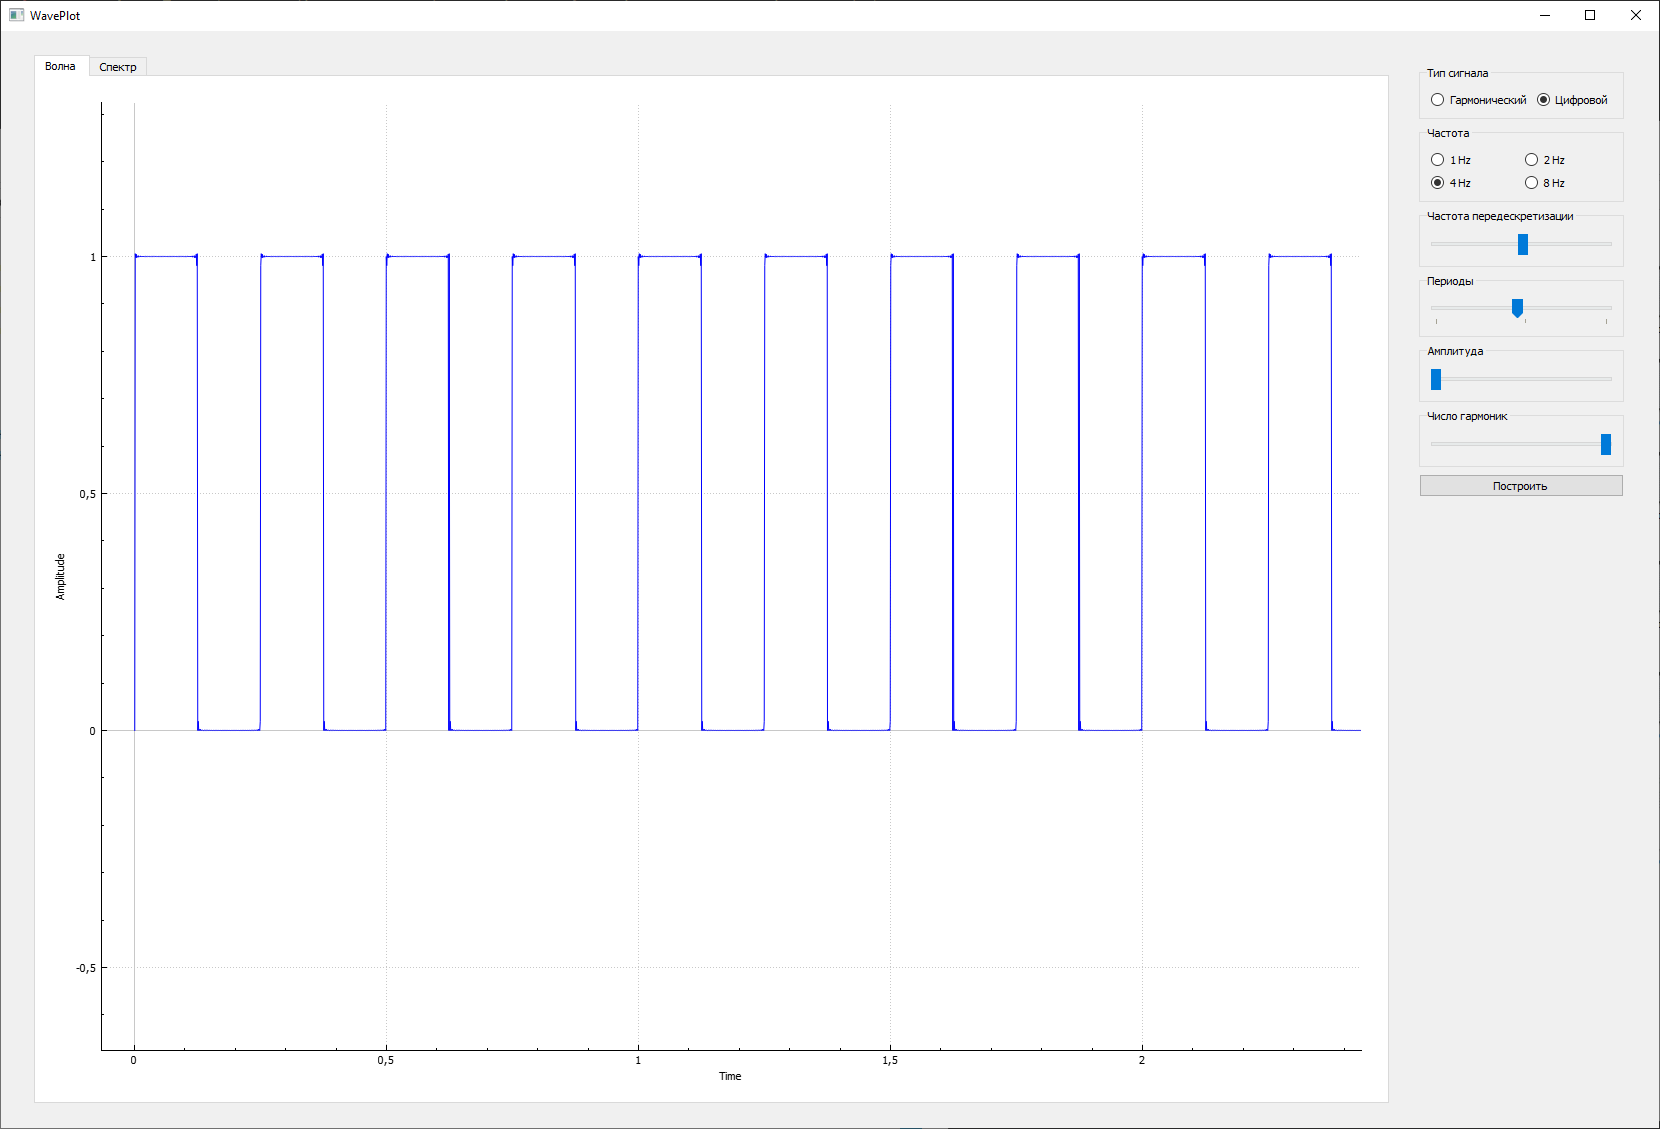 WavePlot
Волна
Спектр
1
0,5
0
-0,5
Amplitude
0
0,5
1
1,5
2
Time
Тип сигнала
Гармонический
Цифровой
Частота
1 Hz
2 Hz
4 Hz
8 Hz
Частота передескретизации
Периоды
Амплитуда
Число гармоник
Построить